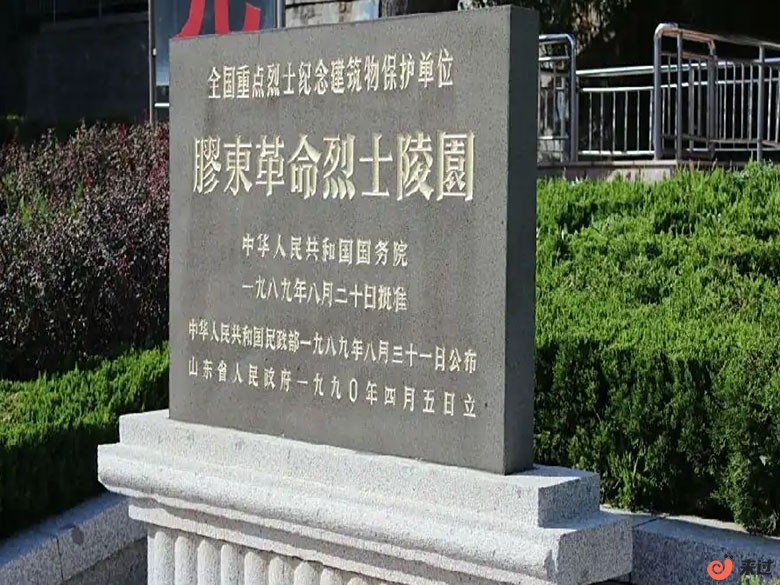 全国重点烈士纪念建筑物保护单位
膠東革命烈士陵園
中华人民共和国国务院
一九八九年八月二十日批准
中华人民共和国民政部一九八九年八月三十一日公布
山东省人民政府一九九〇年四月五日立
来过